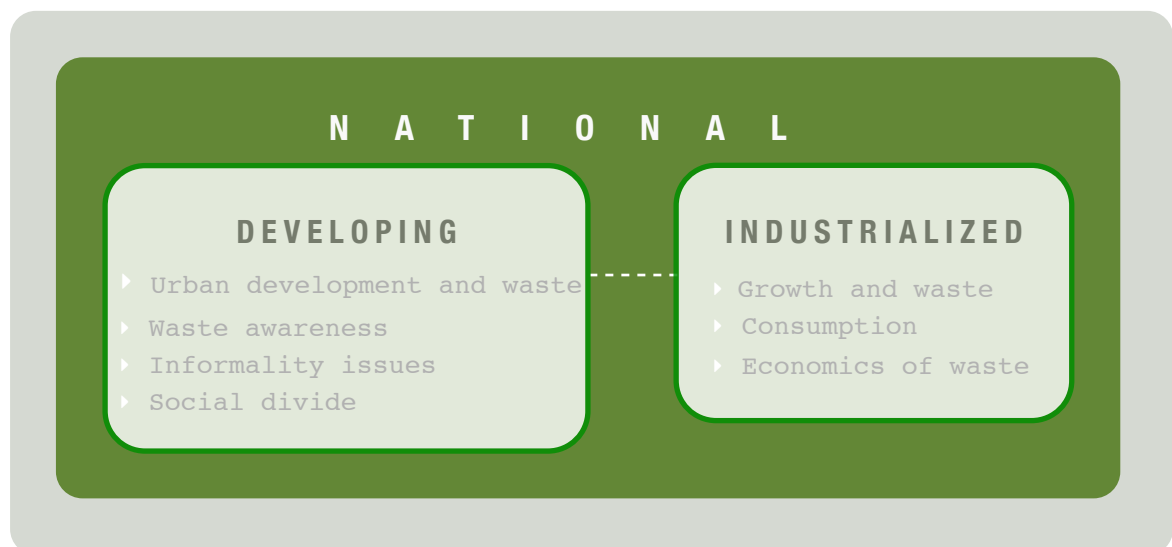 NATIONAL
DEVELOPING
Urban development and waste
Waste awareness
Informality issues
Social divide
INDUSTRIALIZED
Growth and waste
Consumption
Economics of waste